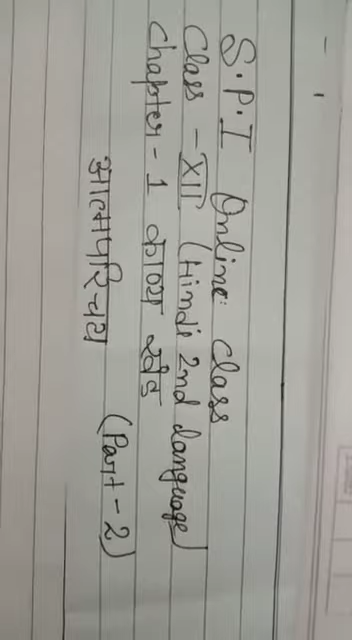 S.P.I Online class
Class - XII (Hindi 2nd language)
Chapter - 1 काव्य खंड
आत्मपरिचय (Part - 2)